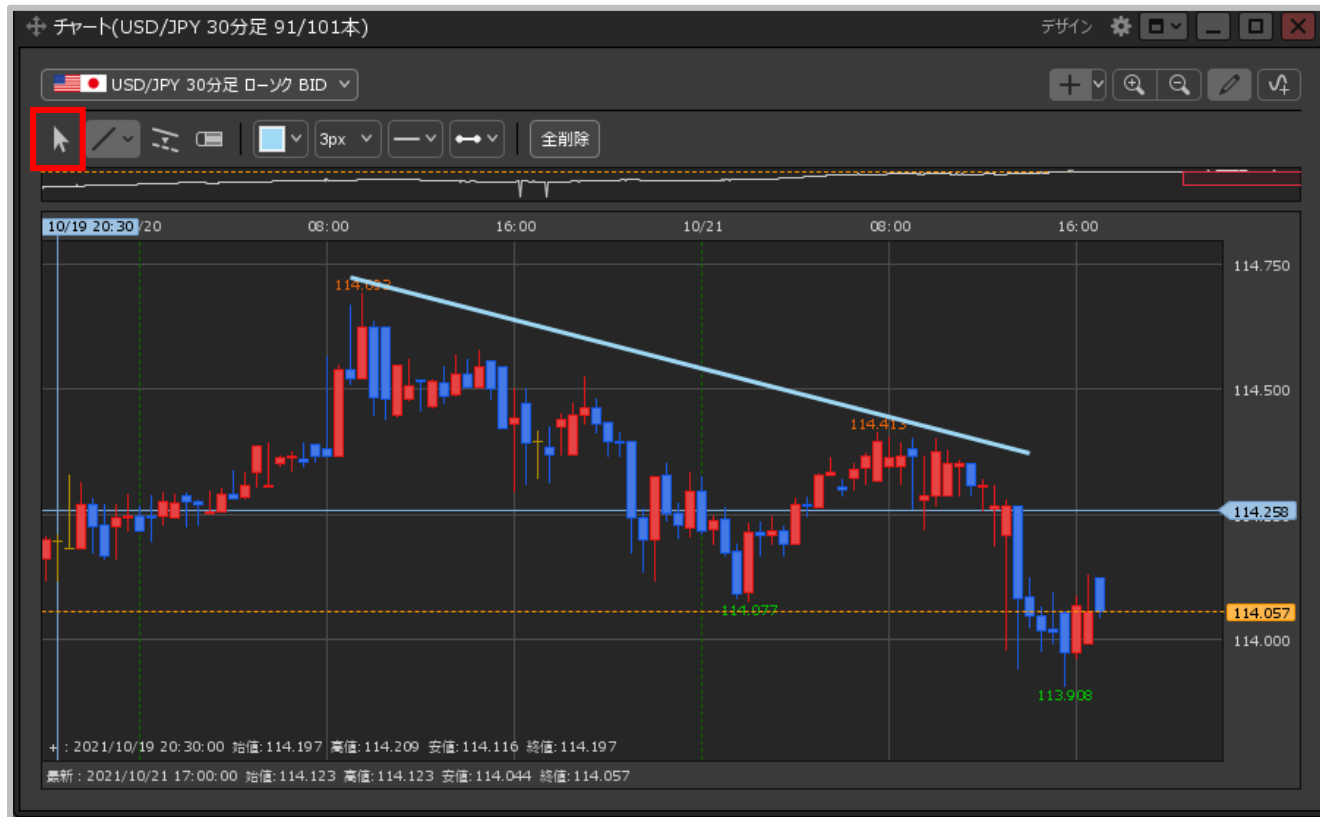 チャート(USD/JPY 30分足 91/101本)
デザイン
USD/JPY 30分足 ローソク BID
3px
全削除
10/19 20:30 /20 08:00 16:00 10/21 08:00 16:00
114.750
114.693
114.500
114.413
114.258
114.077
114.057
114.000
113.908
+ : 2021/10/19 20:30:00 始値:114.197 高値:114.209 安値:114.116 終値:114.197
最新 : 2021/10/21 17:00:00 始値:114.123 高値:114.123 安値:114.044 終値:114.057